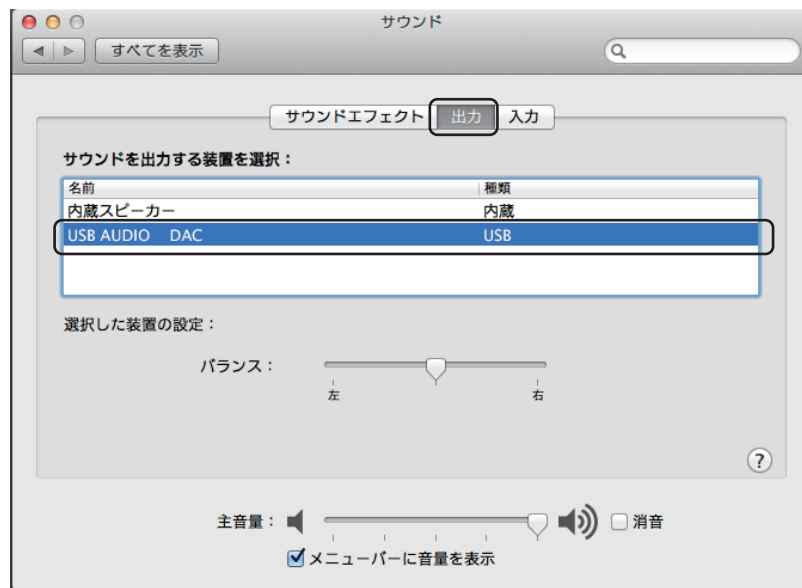 サウンド
すべてを表示
サウンドエフェクト 出力 入力
サウンドを出力する装置を選択：
名前 種類
内蔵スピーカー 内蔵
USB AUDIO DAC USB
選択した装置の設定：
バランス：
左 右
?
主音量： 消音
メニューバーに音量を表示